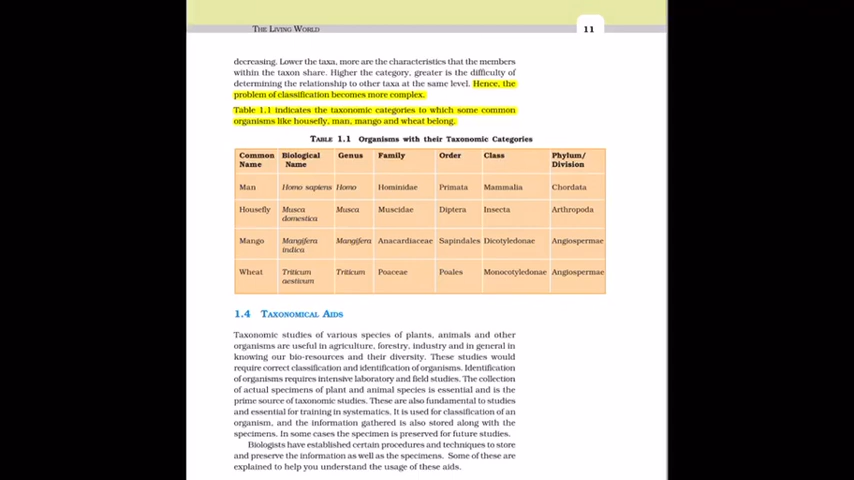 THE LIVING WORLD
11
decreasing. Lower the taxa, more are the characteristics that the members
within the taxon share. Higher the category, greater is the difficulty of
determining the relationship to other taxa at the same level. Hence, the
problem of classification becomes more complex.
Table 1.1 indicates the taxonomic categories to which some common
organisms like housefly, man, mango and wheat belong.
TABLE 1.1 Organisms with their Taxonomic Categories
Common Name Biological Name Genus Family Order Class Phylum/ Division
Man Homo sapiens Homo Hominidae Primata Mammalia Chordata
Housefly Musca domestica Musca Muscidae Diptera Insecta Arthropoda
Mango Mangifera indica Mangifera Anacardiaceae Sapindales Dicotyledonae Angiospermae
Wheat Triticum aestivum Triticum Poaceae Poales Monocotyledonae Angiospermae
1.4 TAXONOMICAL AIDS
Taxonomic studies of various species of plants, animals and other
organisms are useful in agriculture, forestry, industry and in general in
knowing our bio-resources and their diversity. These studies would
require correct classification and identification of organisms. Identification
of organisms requires intensive laboratory and field studies. The collection
of actual specimens of plant and animal species is essential and is the
prime source of taxonomic studies. These are also fundamental to studies
and essential for training in systematics. It is used for classification of an
organism, and the information gathered is also stored along with the
specimens. In some cases the specimen is preserved for future studies.
Biologists have established certain procedures and techniques to store
and preserve the information as well as the specimens. Some of these are
explained to help you understand the usage of these aids.